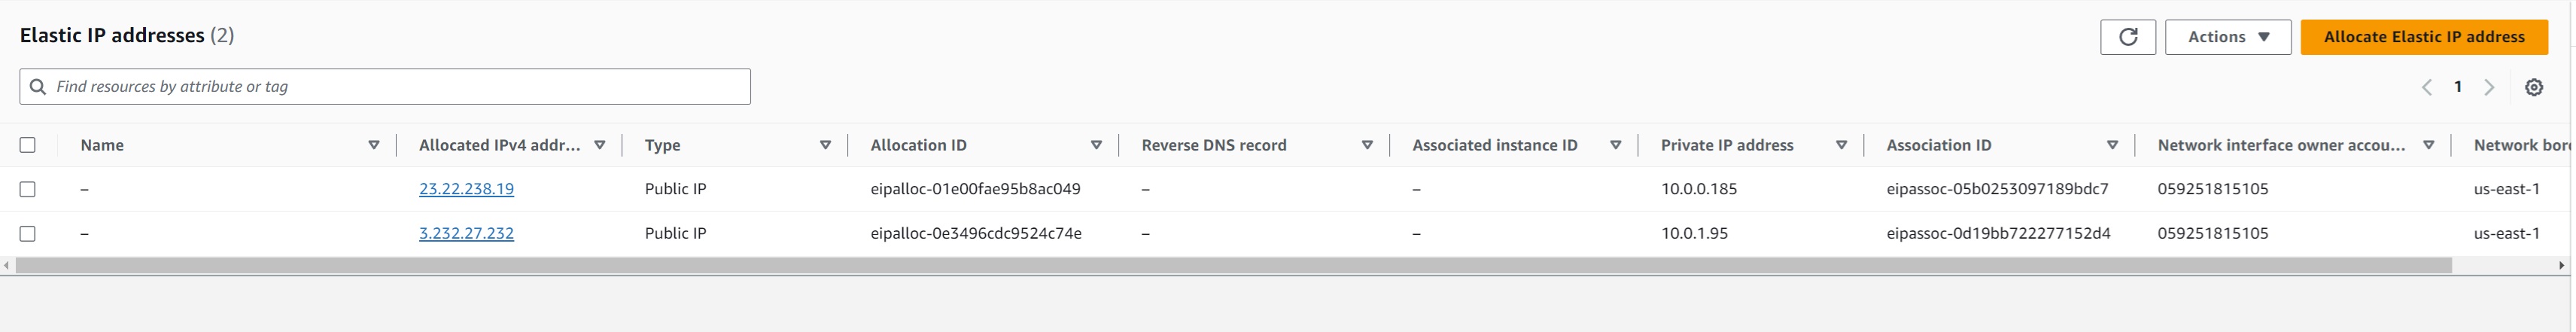 Elastic IP addresses (2)
Actions
Allocate Elastic IP address
Find resources by attribute or tag
1
Name Allocated IPv4 addr... Type Allocation ID Reverse DNS record Associated instance ID Private IP address Association ID Network interface owner accou... Network bor
– 23.22.238.19 Public IP eipalloc-01e00fae95b8ac049 – – 10.0.0.185 eipassoc-05b0253097189bdc7 059251815105 us-east-1
– 3.232.27.232 Public IP eipalloc-0e3496cdc9524c74e – – 10.0.1.95 eipassoc-0d19bb722277152d4 059251815105 us-east-1